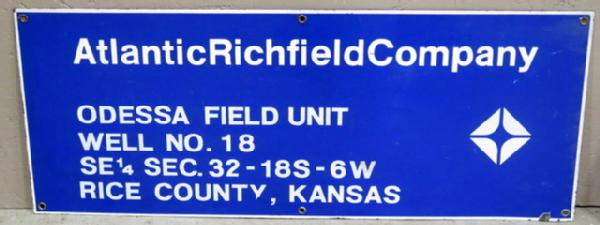 AtlanticRichfieldCompany
ODESSA FIELD UNIT
WELL NO. 18
SE¼ SEC. 32-18S-6W
RICE COUNTY, KANSAS